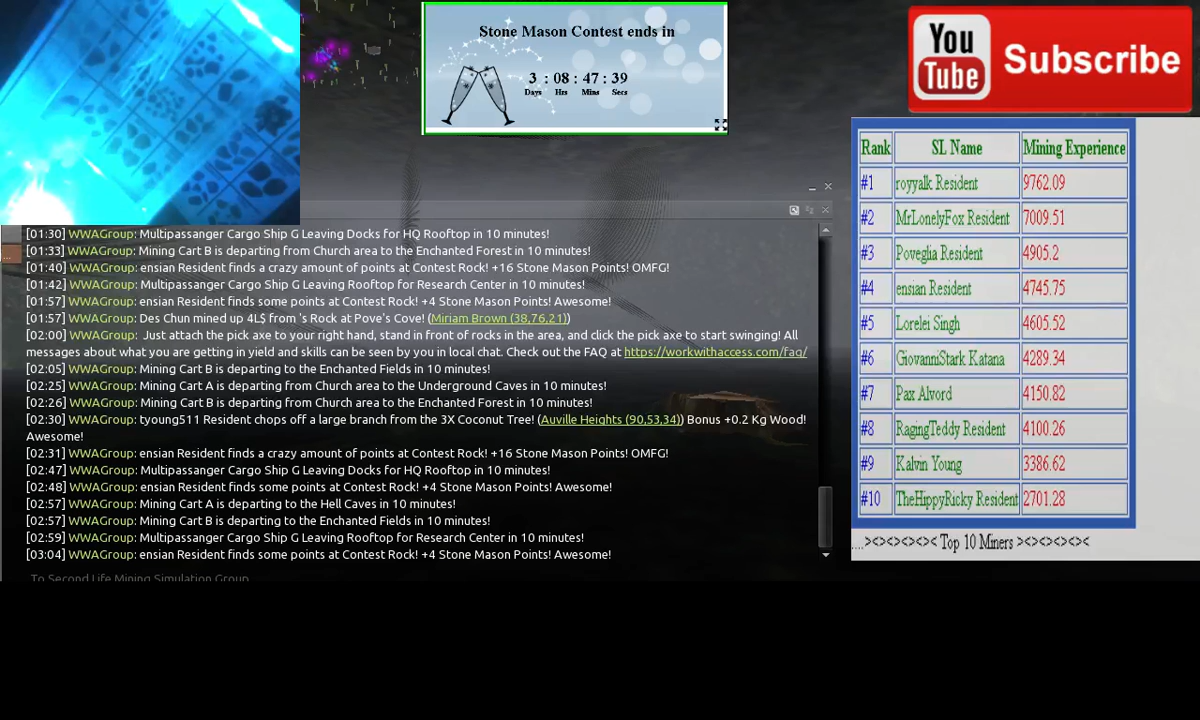 Stone Mason Contest ends in
3 : 08 : 47 : 39
Days Hrs Mins Secs
You
Tube
Subscribe
[01:30] WWAGroup: Multipassanger Cargo Ship G Leaving Docks for HQ Rooftop in 10 minutes!
[01:33] WWAGroup: Mining Cart B is departing from Church area to the Enchanted Forest in 10 minutes!
[01:40] WWAGroup: ensian Resident finds a crazy amount of points at Contest Rock! +16 Stone Mason Points! OMFG!
[01:42] WWAGroup: Multipassanger Cargo Ship G Leaving Rooftop for Research Center in 10 minutes!
[01:57] WWAGroup: ensian Resident finds some points at Contest Rock! +4 Stone Mason Points! Awesome!
[01:57] WWAGroup: Des Chun mined up 4L$ from 's Rock at Pove's Cove! (Miriam Brown (38,76,21))
[02:00] WWAGroup: Just attach the pick axe to your right hand, stand in front of rocks in the area, and click the pick axe to start swinging! All
messages about what you are getting in yield and skills can be seen by you in local chat. Check out the FAQ at https://workwithaccess.com/faq/
[02:05] WWAGroup: Mining Cart B is departing to the Enchanted Fields in 10 minutes!
[02:25] WWAGroup: Mining Cart A is departing from Church area to the Underground Caves in 10 minutes!
[02:26] WWAGroup: Mining Cart B is departing from Church area to the Enchanted Forest in 10 minutes!
[02:30] WWAGroup: tyoung511 Resident chops off a large branch from the 3X Coconut Tree! (Auville Heights (90,53,34)) Bonus +0.2 Kg Wood!
Awesome!
[02:31] WWAGroup: ensian Resident finds a crazy amount of points at Contest Rock! +16 Stone Mason Points! OMFG!
[02:47] WWAGroup: Multipassanger Cargo Ship G Leaving Docks for HQ Rooftop in 10 minutes!
[02:48] WWAGroup: ensian Resident finds some points at Contest Rock! +4 Stone Mason Points! Awesome!
[02:57] WWAGroup: Mining Cart A is departing to the Hell Caves in 10 minutes!
[02:57] WWAGroup: Mining Cart B is departing to the Enchanted Fields in 10 minutes!
[02:59] WWAGroup: Multipassanger Cargo Ship G Leaving Rooftop for Research Center in 10 minutes!
[03:04] WWAGroup: ensian Resident finds some points at Contest Rock! +4 Stone Mason Points! Awesome!
To Second Life Mining Simulation Group
Rank SL Name Mining Experience
#1 royyalk Resident 9762.09
#2 MrLonelyFox Resident 7009.51
#3 Poveglia Resident 4905.2
#4 ensian Resident 4745.75
#5 Lorelei Singh 4605.52
#6 GiovanniStark Katana 4289.34
#7 Pax Alvord 4150.82
#8 RagingTeddy Resident 4100.26
#9 Kalvin Young 3386.62
#10 TheHippyRicky Resident 2701.28
....><><><><>< Top 10 Miners ><><><><><